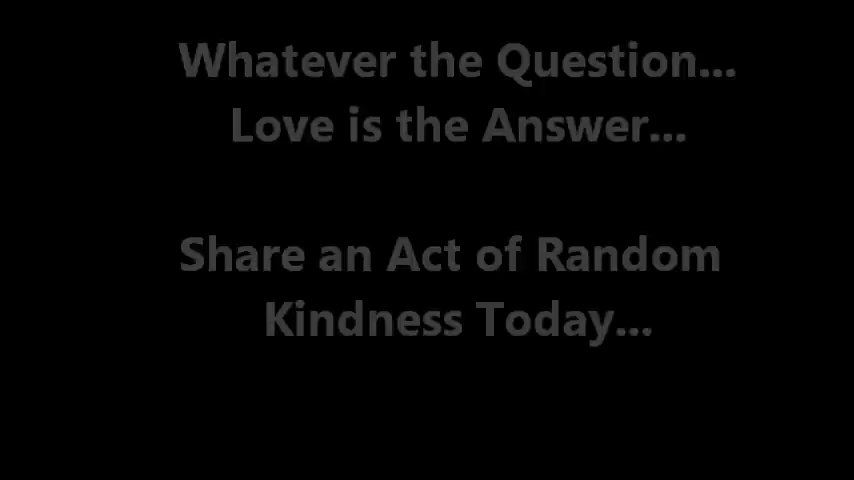 Whatever the Question...
Love is the Answer...
Share an Act of Random
Kindness Today...